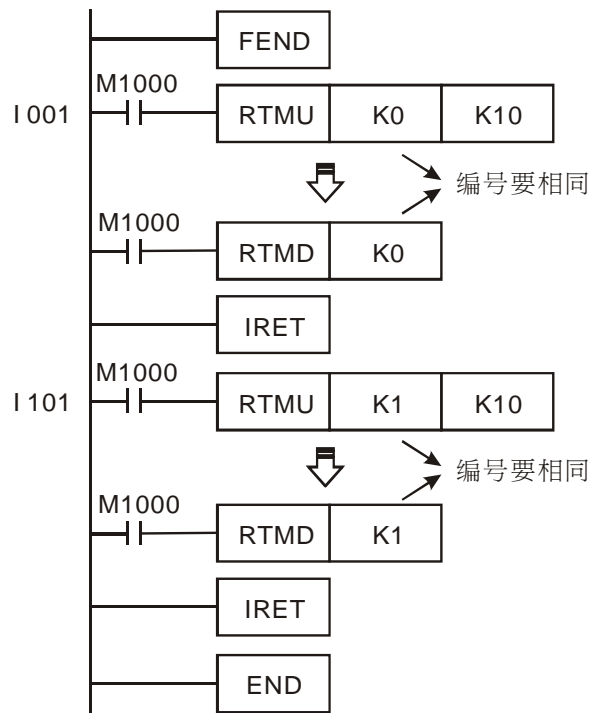 FEND
M1000
I 001 RTMU K0 K10
编号要相同
M1000
RTMD K0
IRET
M1000
I 101 RTMU K1 K10
编号要相同
M1000
RTMD K1
IRET
END